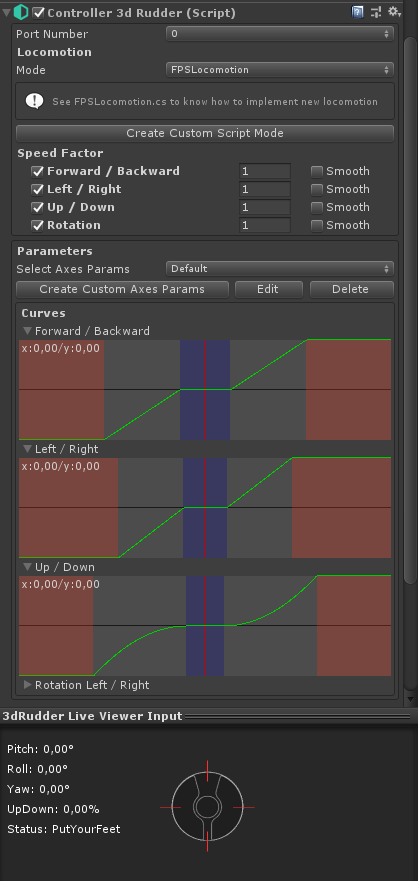 Controller 3d Rudder (Script)
Port Number 0
Locomotion
Mode FPSLocomotion
See FPSLocomotion.cs to know how to implement new locomotion
Create Custom Script Mode
Speed Factor
Forward / Backward 1 Smooth
Left / Right 1 Smooth
Up / Down 1 Smooth
Rotation 1 Smooth
Parameters
Select Axes Params Default
Create Custom Axes Params Edit Delete
Curves
Forward / Backward
x:0,00/y:0,00
Left / Right
x:0,00/y:0,00
Up / Down
x:0,00/y:0,00
Rotation Left / Right
3dRudder Live Viewer Input
Pitch: 0,00°
Roll: 0,00°
Yaw: 0,00°
UpDown: 0,00%
Status: PutYourFeet